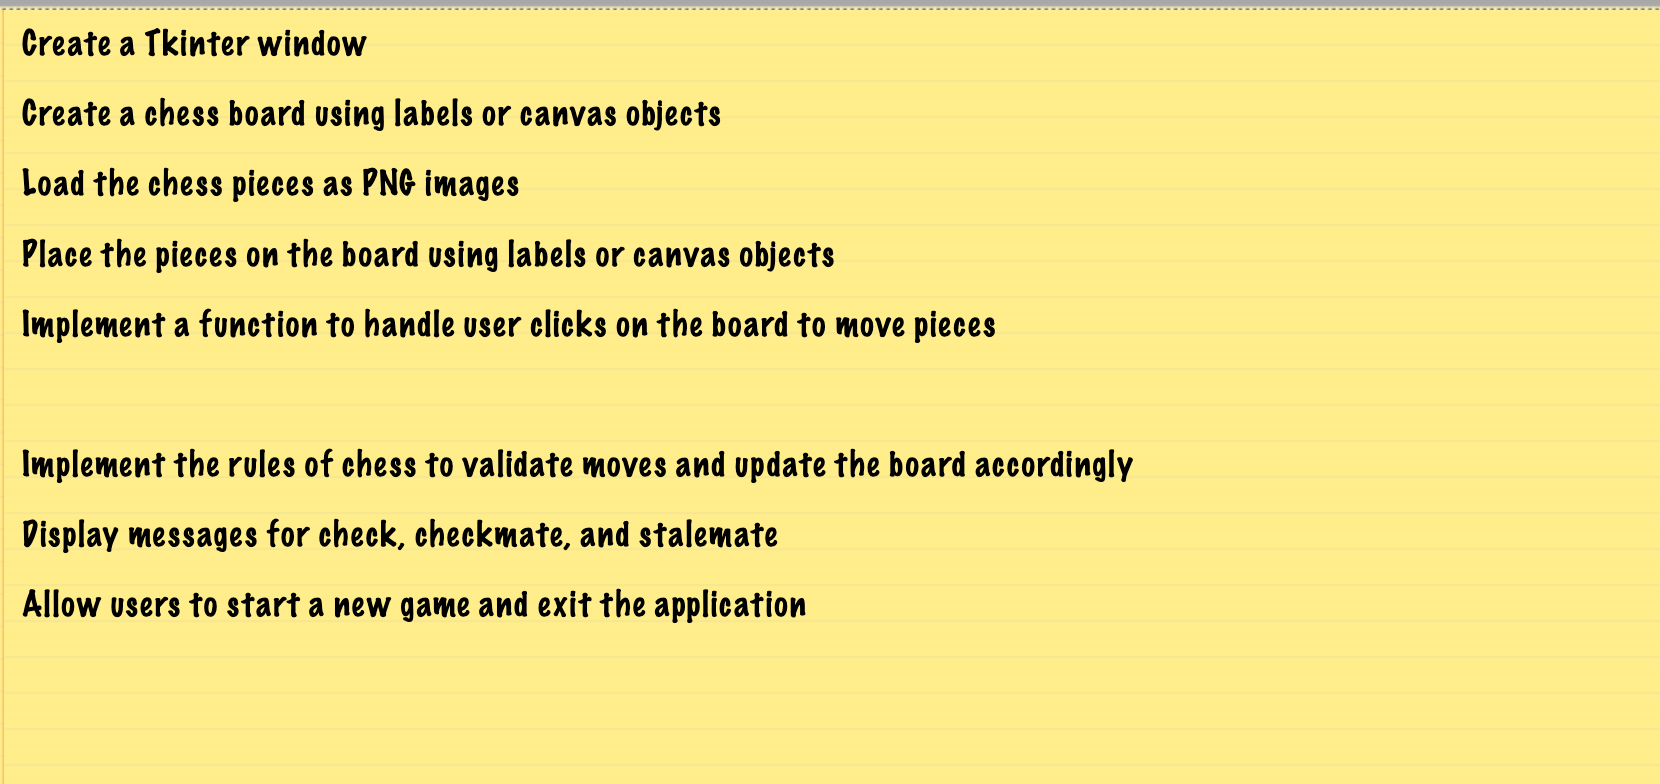 Create a Tkinter window
Create a chess board using labels or canvas objects
Load the chess pieces as PNG images
Place the pieces on the board using labels or canvas objects
Implement a function to handle user clicks on the board to move pieces
Implement the rules of chess to validate moves and update the board accordingly
Display messages for check, checkmate, and stalemate
Allow users to start a new game and exit the application